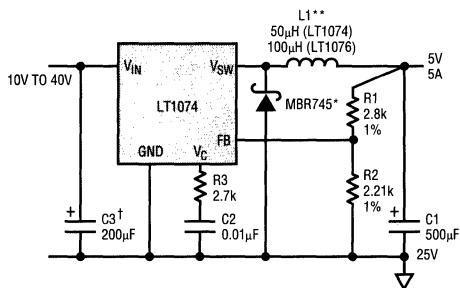 L1**
50µH (LT1074)
100µH (LT1076)
10V TO 40V
VIN
VSW
5V
5A
LT1074
MBR745*
R1
2.8k
1%
FB
GND
VC
R3
2.7k
R2
2.21k
1%
+
C3†
200µF
C2
0.01µF
+
C1
500µF
25V